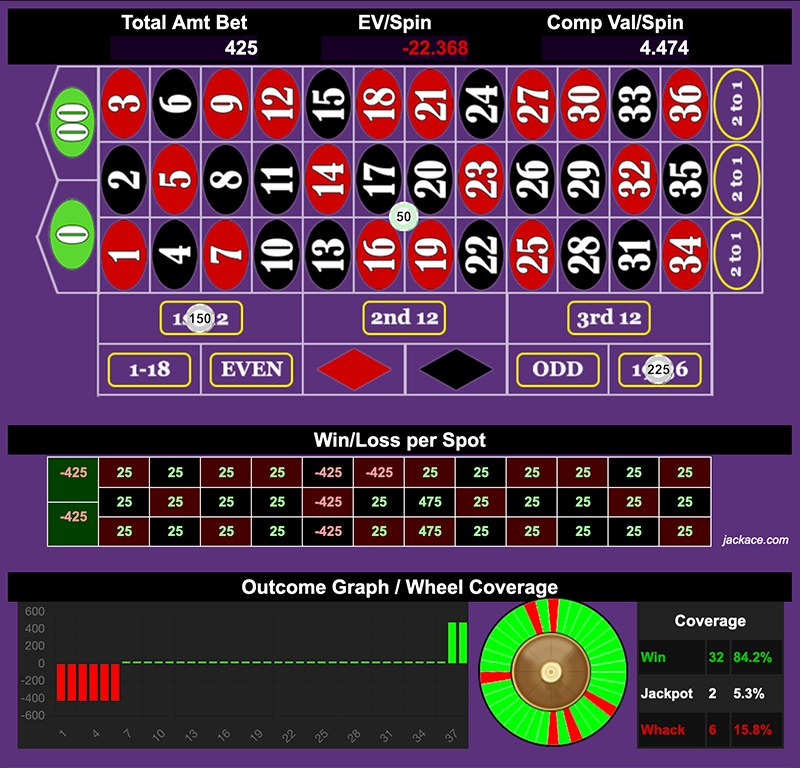 Total Amt Bet EV/Spin Comp Val/Spin
425 -22.368 4.474
00 3 6 9 12 15 18 21 24 27 30 33 36 2 to 1
2 5 8 11 14 17 20 23 26 29 32 35 2 to 1
50
0 1 4 7 10 13 16 19 22 25 28 31 34 2 to 1
150 2nd 12 3rd 12
1-18 EVEN ODD 225
Win/Loss per Spot
-425 25 25 25 25 -425 -425 25 25 25 25 25 25
25 25 25 25 -425 25 475 25 25 25 25 25
-425 25 25 25 25 -425 25 475 25 25 25 25 25
jackace.com
Outcome Graph / Wheel Coverage
600
400
200
0
-200
-400
-600
1 4 7 10 13 16 19 22 25 28 31 34 37
Coverage
Win 32 84.2%
Jackpot 2 5.3%
Whack 6 15.8%